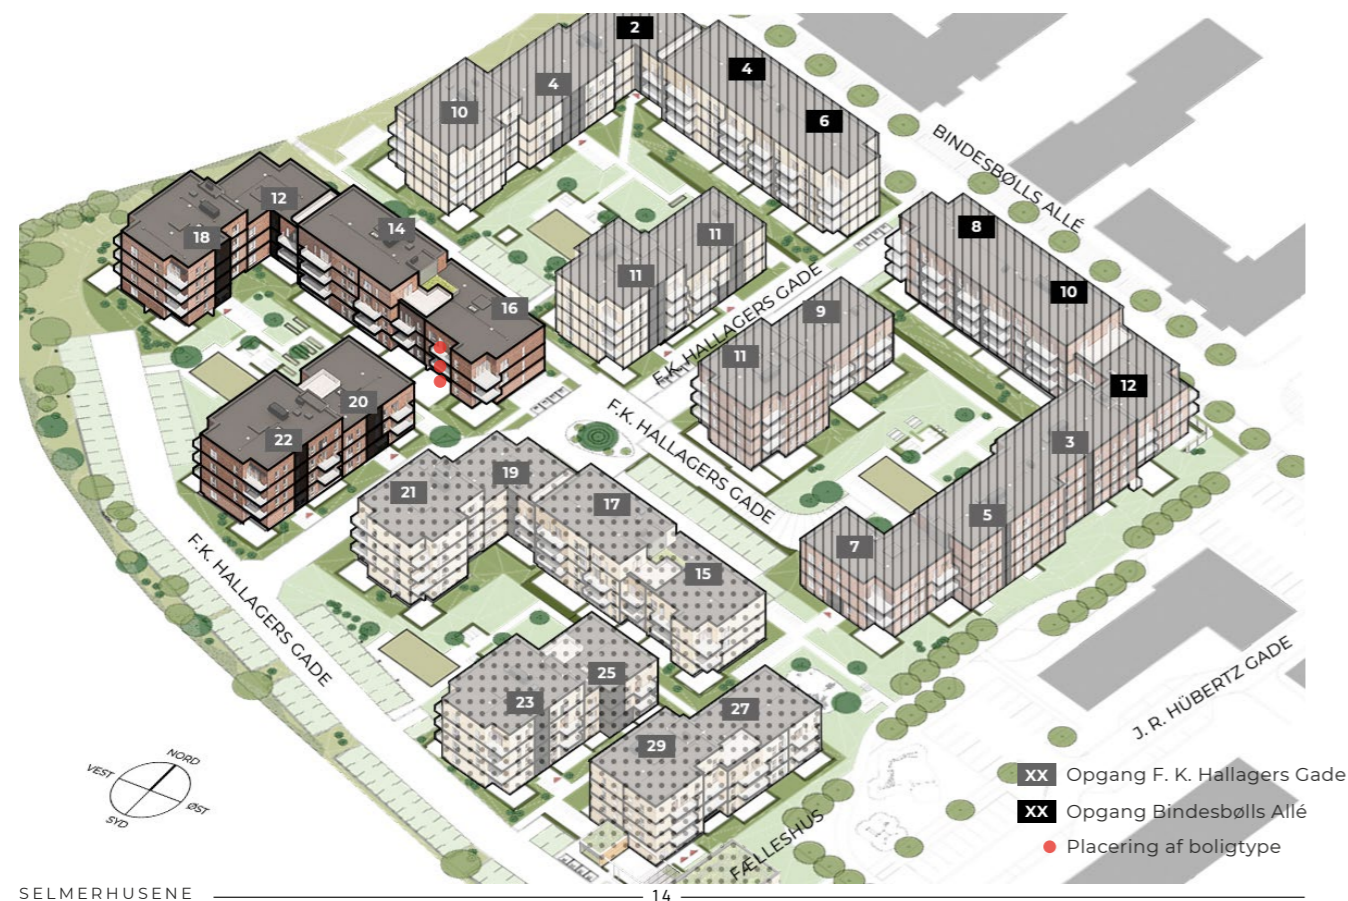 2
4
4
10
6
BINDESBØLLS ALLÉ
12
14
18
11
11
8
10
16
9
11
F.K. HALLAGERS GADE
12
20
22
F.K. HALLAGERS GADE
3
21
19
17
5
7
15
F.K. HALLAGERS GADE
25
23
27
29
J. R. HÜBERTZ GADE
NORD
VEST
ØST
SYD
FÆLLESHUS
XX Opgang F. K. Hallagers Gade
XX Opgang Bindesbølls Allé
Placering af boligtype
SELMERHUSENE
14